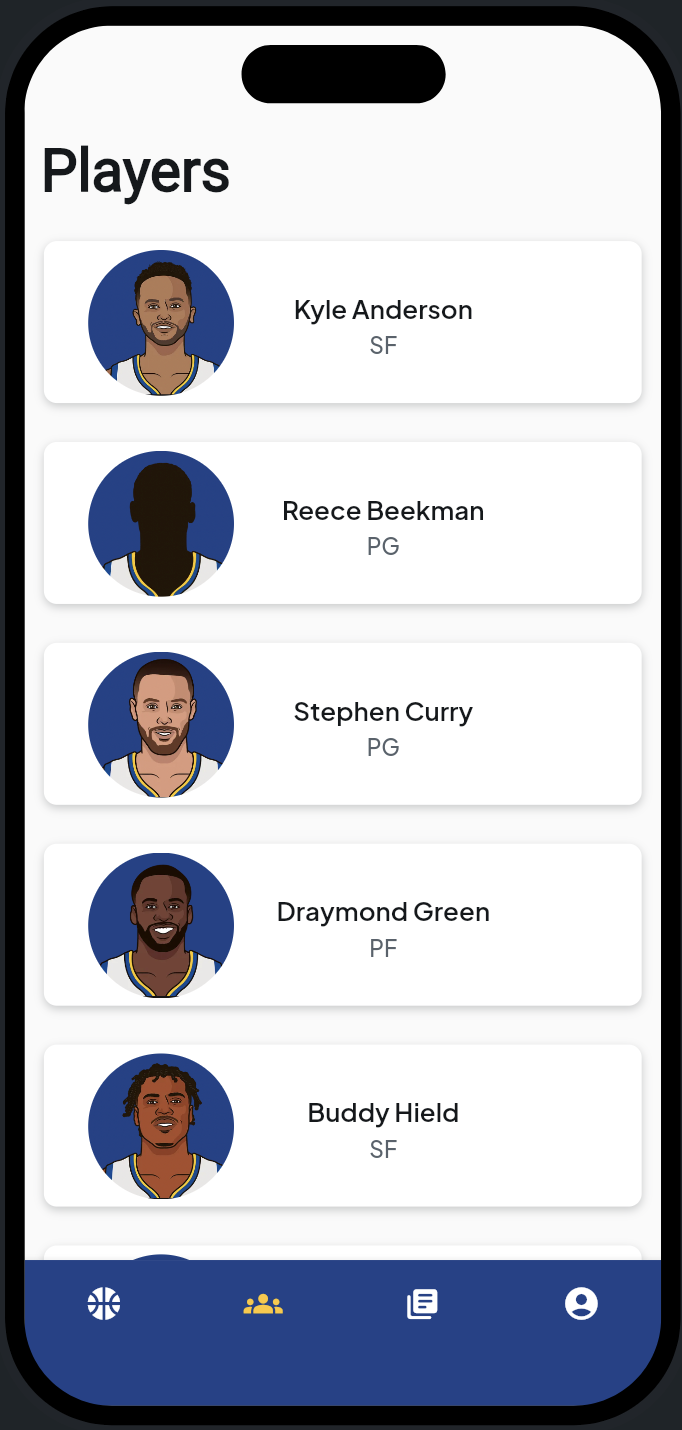 Players
Kyle Anderson
SF
Reece Beekman
PG
Stephen Curry
PG
Draymond Green
PF
Buddy Hield
SF